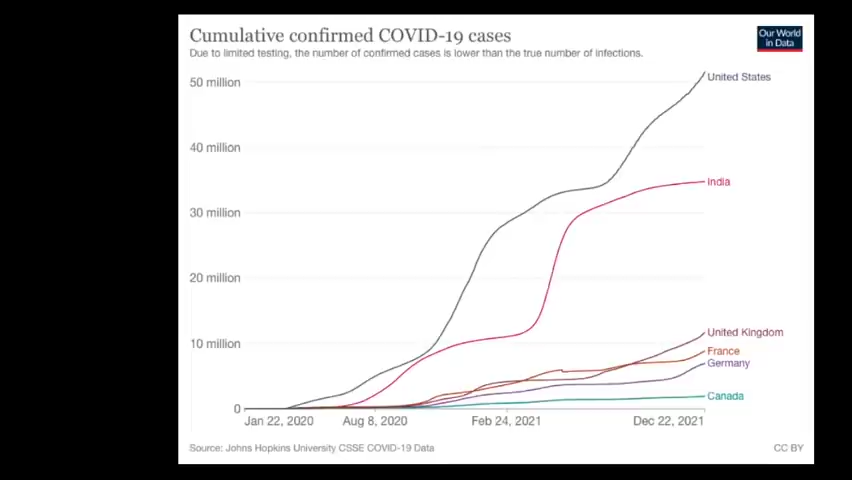 Cumulative confirmed COVID-19 cases
Due to limited testing, the number of confirmed cases is lower than the true number of infections.
Our World
in Data
50 million
United States
40 million
India
30 million
20 million
10 million
United Kingdom
France
Germany
Canada
0
Jan 22, 2020
Aug 8, 2020
Feb 24, 2021
Dec 22, 2021
Source: Johns Hopkins University CSSE COVID-19 Data
CC BY